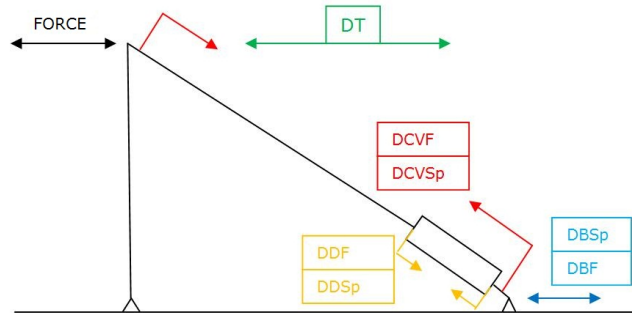 FORCE
DT
DCVF
DCVSp
DBSp
DBF
DDF
DDSp